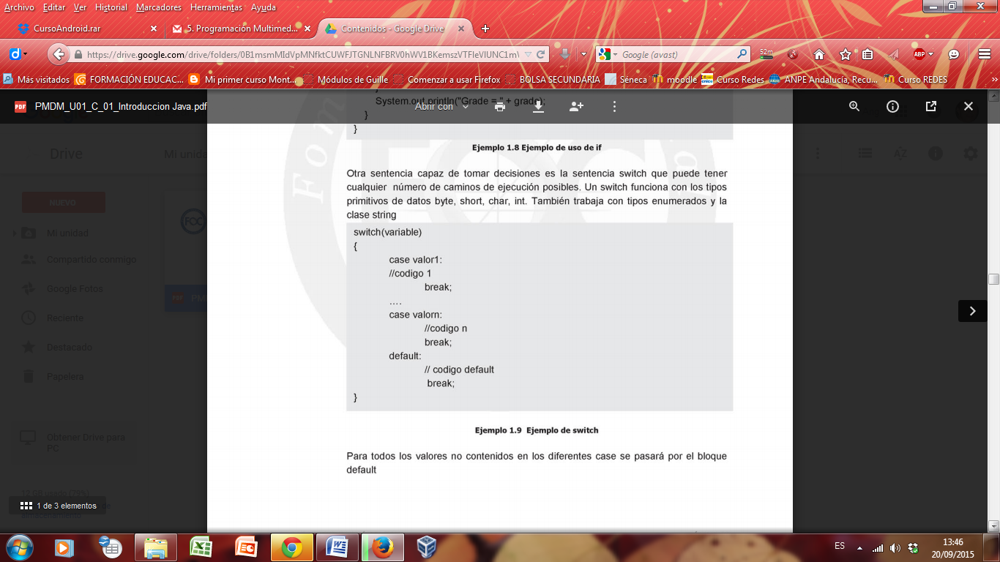 Archivo Editar Ver Historial Marcadores Herramientas Ayuda
CursoAndroid.rar
5. Programación Multimed...
Contenidos - Google Drive
https://drive.google.com/drive/folders/
Google (avast)
52m
ABP
Más visitados
FORMACIÓN EDUCAC...
Mi primer curso Mont...
Módulos de Guille
Comenzar a usar Firefox
BOLSA SECUNDARIA
Séneca
moodle
Curso Redes
ANPE Andalucía, Recu...
Curso REDES
PMDM_U01_C_01_Introduccion Java.pdf
Abrir con
System.out.println("Grade = " + grade);
}
}
Ejemplo 1.8 Ejemplo de uso de if
Otra sentencia capaz de tomar decisiones es la sentencia switch que puede tener
cualquier número de caminos de ejecución posibles. Un switch funciona con los tipos
primitivos de datos byte, short, char, int. También trabaja con tipos enumerados y la
clase string
switch(variable)
{
case valor1:
//codigo 1
break;
….
case valorn:
//codigo n
break;
default:
// codigo default
break;
}
Ejemplo 1.9 Ejemplo de switch
Para todos los valores no contenidos en los diferentes case se pasará por el bloque
default
Drive
Mi unida
NUEVO
Mi unidad
Compartido conmigo
Google Fotos
Reciente
Destacado
Papelera
Obtener Drive para
PC
1 de 3 elementos
FOC
PDF
ES
13:46
20/09/2015